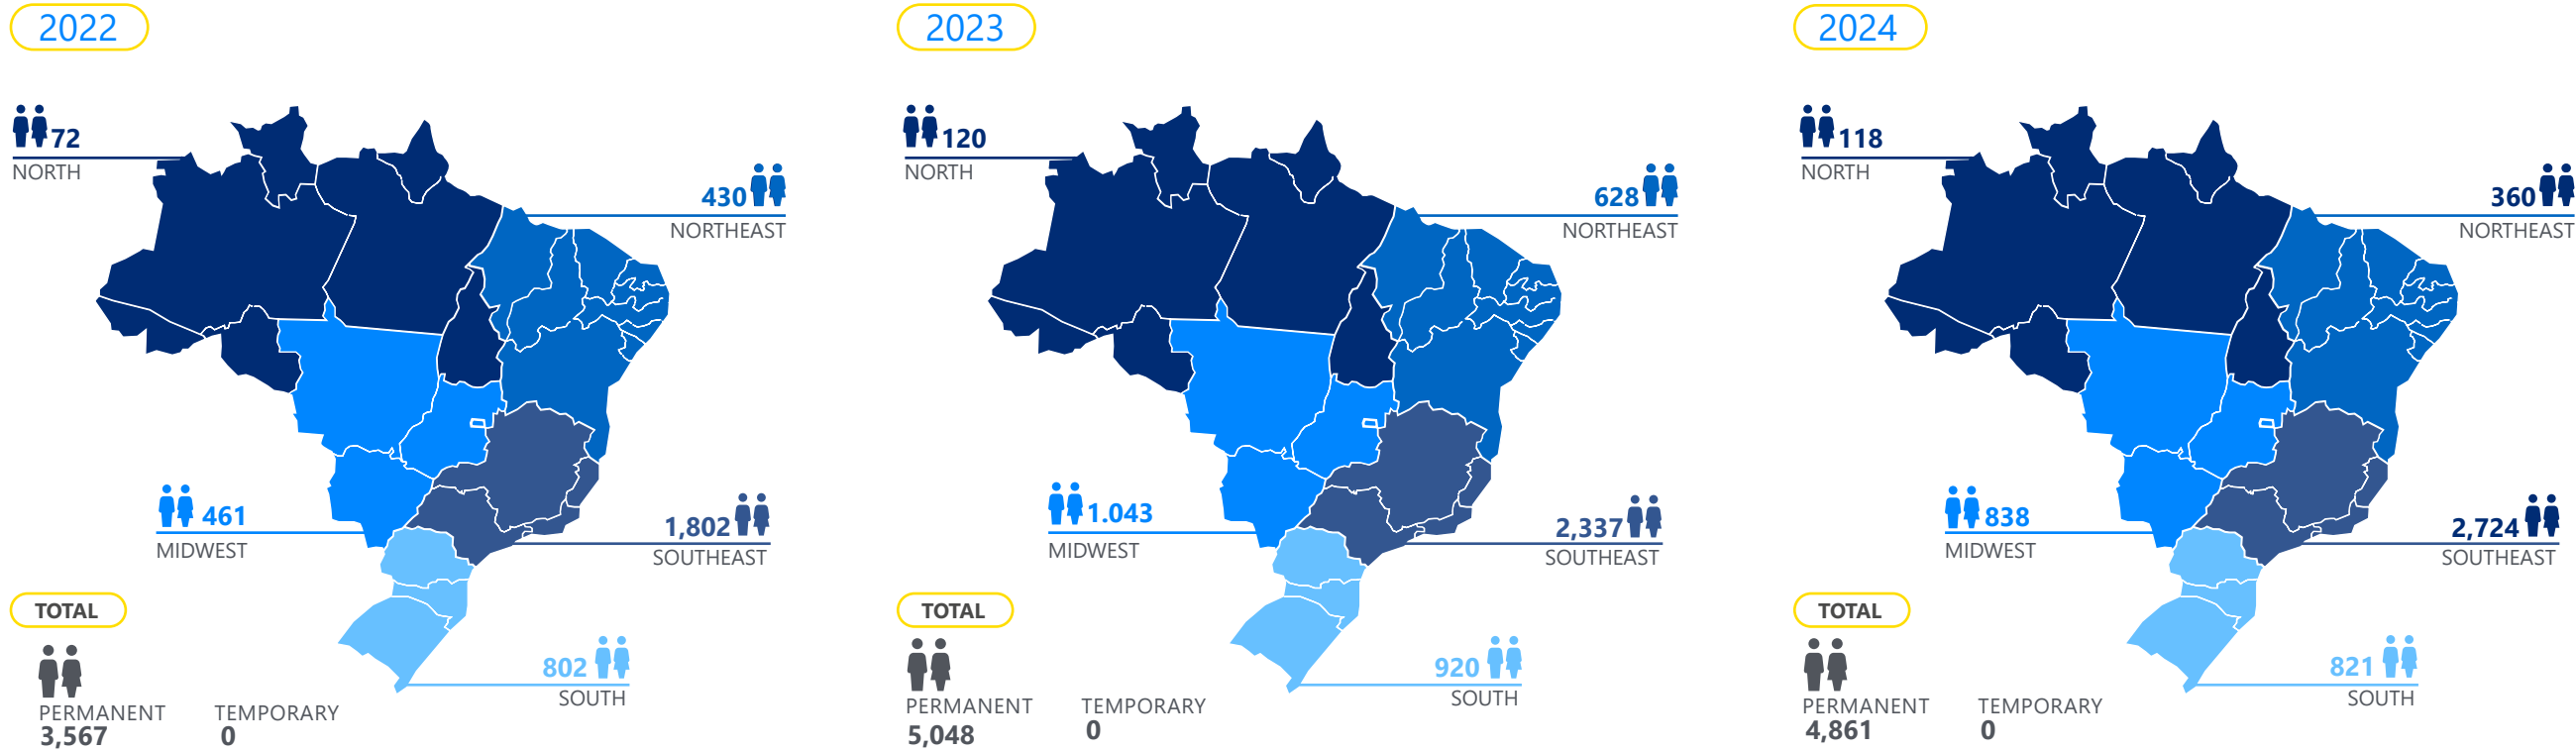 2022
72
NORTH
430
NORTHEAST
461
MIDWEST
1,802
SOUTHEAST
802
SOUTH
TOTAL
PERMANENT
3,567
TEMPORARY
0
2023
120
NORTH
628
NORTHEAST
1.043
MIDWEST
2,337
SOUTHEAST
920
SOUTH
TOTAL
PERMANENT
5,048
TEMPORARY
0
2024
118
NORTH
360
NORTHEAST
838
MIDWEST
2,724
SOUTHEAST
821
SOUTH
TOTAL
PERMANENT
4,861
TEMPORARY
0